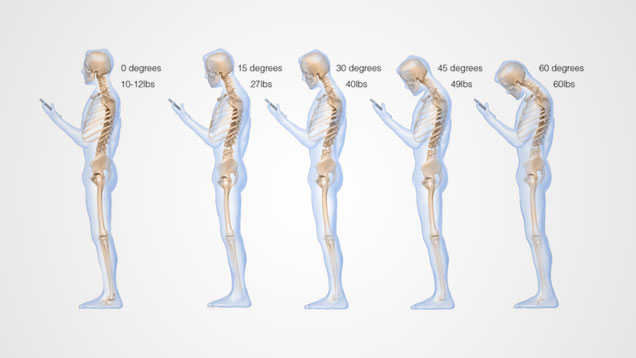 0 degrees
10-12lbs
15 degrees
27lbs
30 degrees
40lbs
45 degrees
49lbs
60 degrees
60lbs